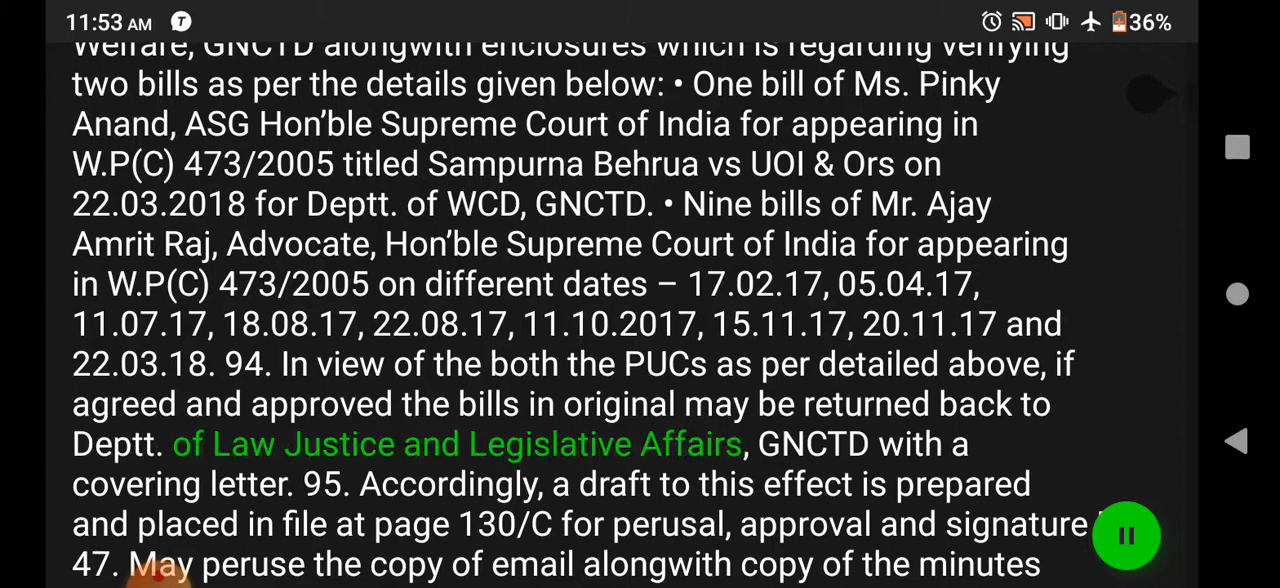 11:53 AM
36%
Welfare, GNCTD alongwith enclosures which is regarding verifying
two bills as per the details given below: • One bill of Ms. Pinky
Anand, ASG Hon’ble Supreme Court of India for appearing in
W.P(C) 473/2005 titled Sampurna Behrua vs UOI & Ors on
22.03.2018 for Deptt. of WCD, GNCTD. • Nine bills of Mr. Ajay
Amrit Raj, Advocate, Hon’ble Supreme Court of India for appearing
in W.P(C) 473/2005 on different dates – 17.02.17, 05.04.17,
11.07.17, 18.08.17, 22.08.17, 11.10.2017, 15.11.17, 20.11.17 and
22.03.18. 94. In view of the both the PUCs as per detailed above, if
agreed and approved the bills in original may be returned back to
Deptt. of Law Justice and Legislative Affairs, GNCTD with a
covering letter. 95. Accordingly, a draft to this effect is prepared
and placed in file at page 130/C for perusal, approval and signature
47. May peruse the copy of email alongwith copy of the minutes